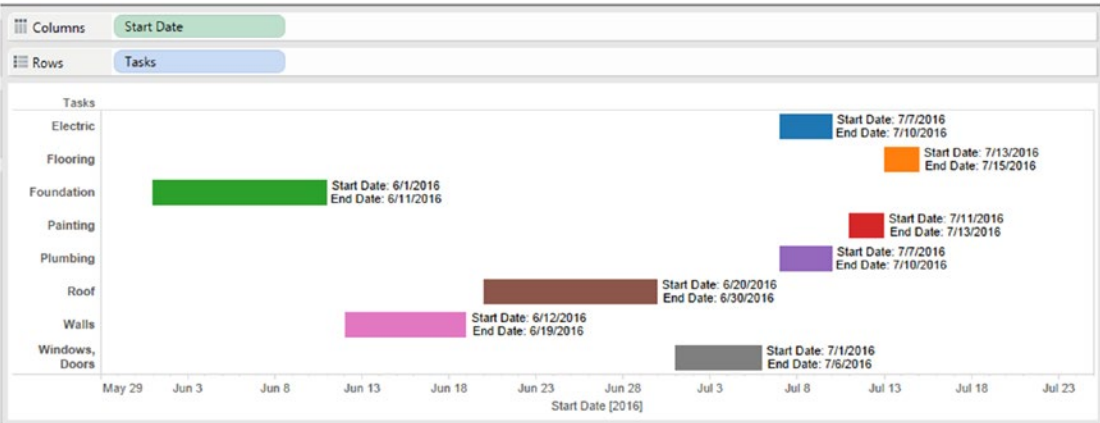 Columns Start Date
Rows Tasks
Tasks
Electric
Start Date: 7/7/2016
End Date: 7/10/2016
Flooring
Start Date: 7/13/2016
End Date: 7/15/2016
Foundation
Start Date: 6/1/2016
End Date: 6/11/2016
Painting
Start Date: 7/11/2016
End Date: 7/13/2016
Plumbing
Start Date: 7/7/2016
End Date: 7/10/2016
Roof
Start Date: 6/20/2016
End Date: 6/30/2016
Walls
Start Date: 6/12/2016
End Date: 6/19/2016
Windows,
Doors
Start Date: 7/1/2016
End Date: 7/6/2016
May 29 Jun 3 Jun 8 Jun 13 Jun 18 Jun 23 Jun 28 Jul 3 Jul 8 Jul 13 Jul 18 Jul 23
Start Date [2016]